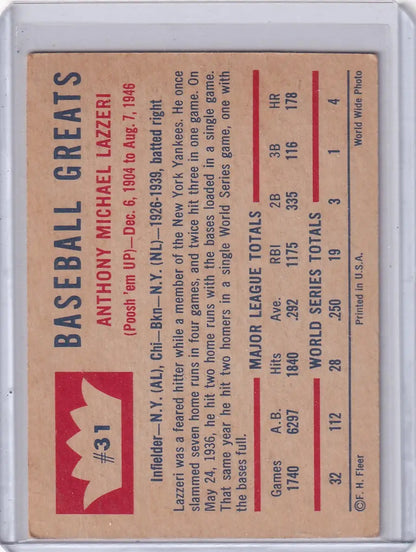 #31
BASEBALL GREATS
ANTHONY MICHAEL LAZZERI
(Poosh 'em UP)—Dec. 6, 1904 to Aug. 7, 1946
Infielder—N.Y. (AL), Chi—Bkn—N.Y. (NL)—1926-1939, batted right
Lazzeri was a feared hitter while a member of the New York Yankees. He once
slammed seven home runs in four games, and twice hit three in one game. On
May 24, 1936, he hit two home runs with the bases loaded in a single game.
That same year he hit two homers in a single World Series game, one with
the bases full.
MAJOR LEAGUE TOTALS
Games A.B. Hits Ave. RBI 2B 3B HR
1740 6297 1840 .292 1175 335 116 178
WORLD SERIES TOTALS
32 112 28 .250 19 3 1 4
©F. H. Fleer Printed in U.S.A. World Wide Photo